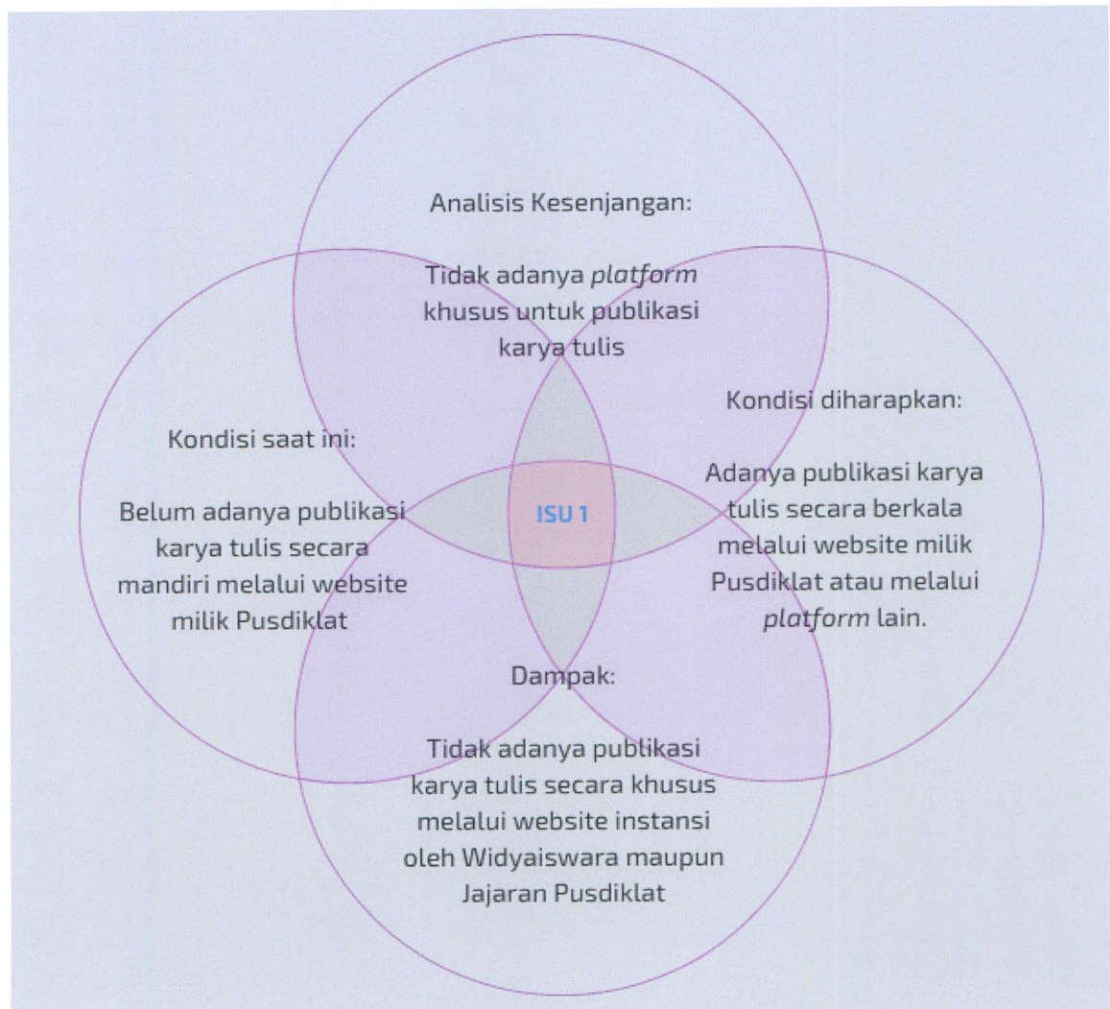 Analisis Kesenjangan:
Tidak adanya platform
khusus untuk publikasi
karya tulis
Kondisi saat ini:
Belum adanya publikasi
karya tulis secara
mandiri melalui website
milik Pusdiklat
ISU 1
Kondisi diharapkan:
Adanya publikasi karya
tulis secara berkala
melalui website milik
Pusdiklat atau melalui
platform lain.
Dampak:
Tidak adanya publikasi
karya tulis secara khusus
melalui website instansi
oleh Widyaiswara maupun
Jajaran Pusdiklat